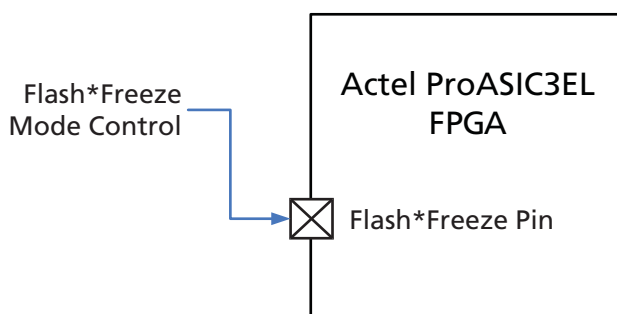 Actel ProASIC3EL
FPGA
Flash*Freeze
Mode Control
Flash*Freeze Pin